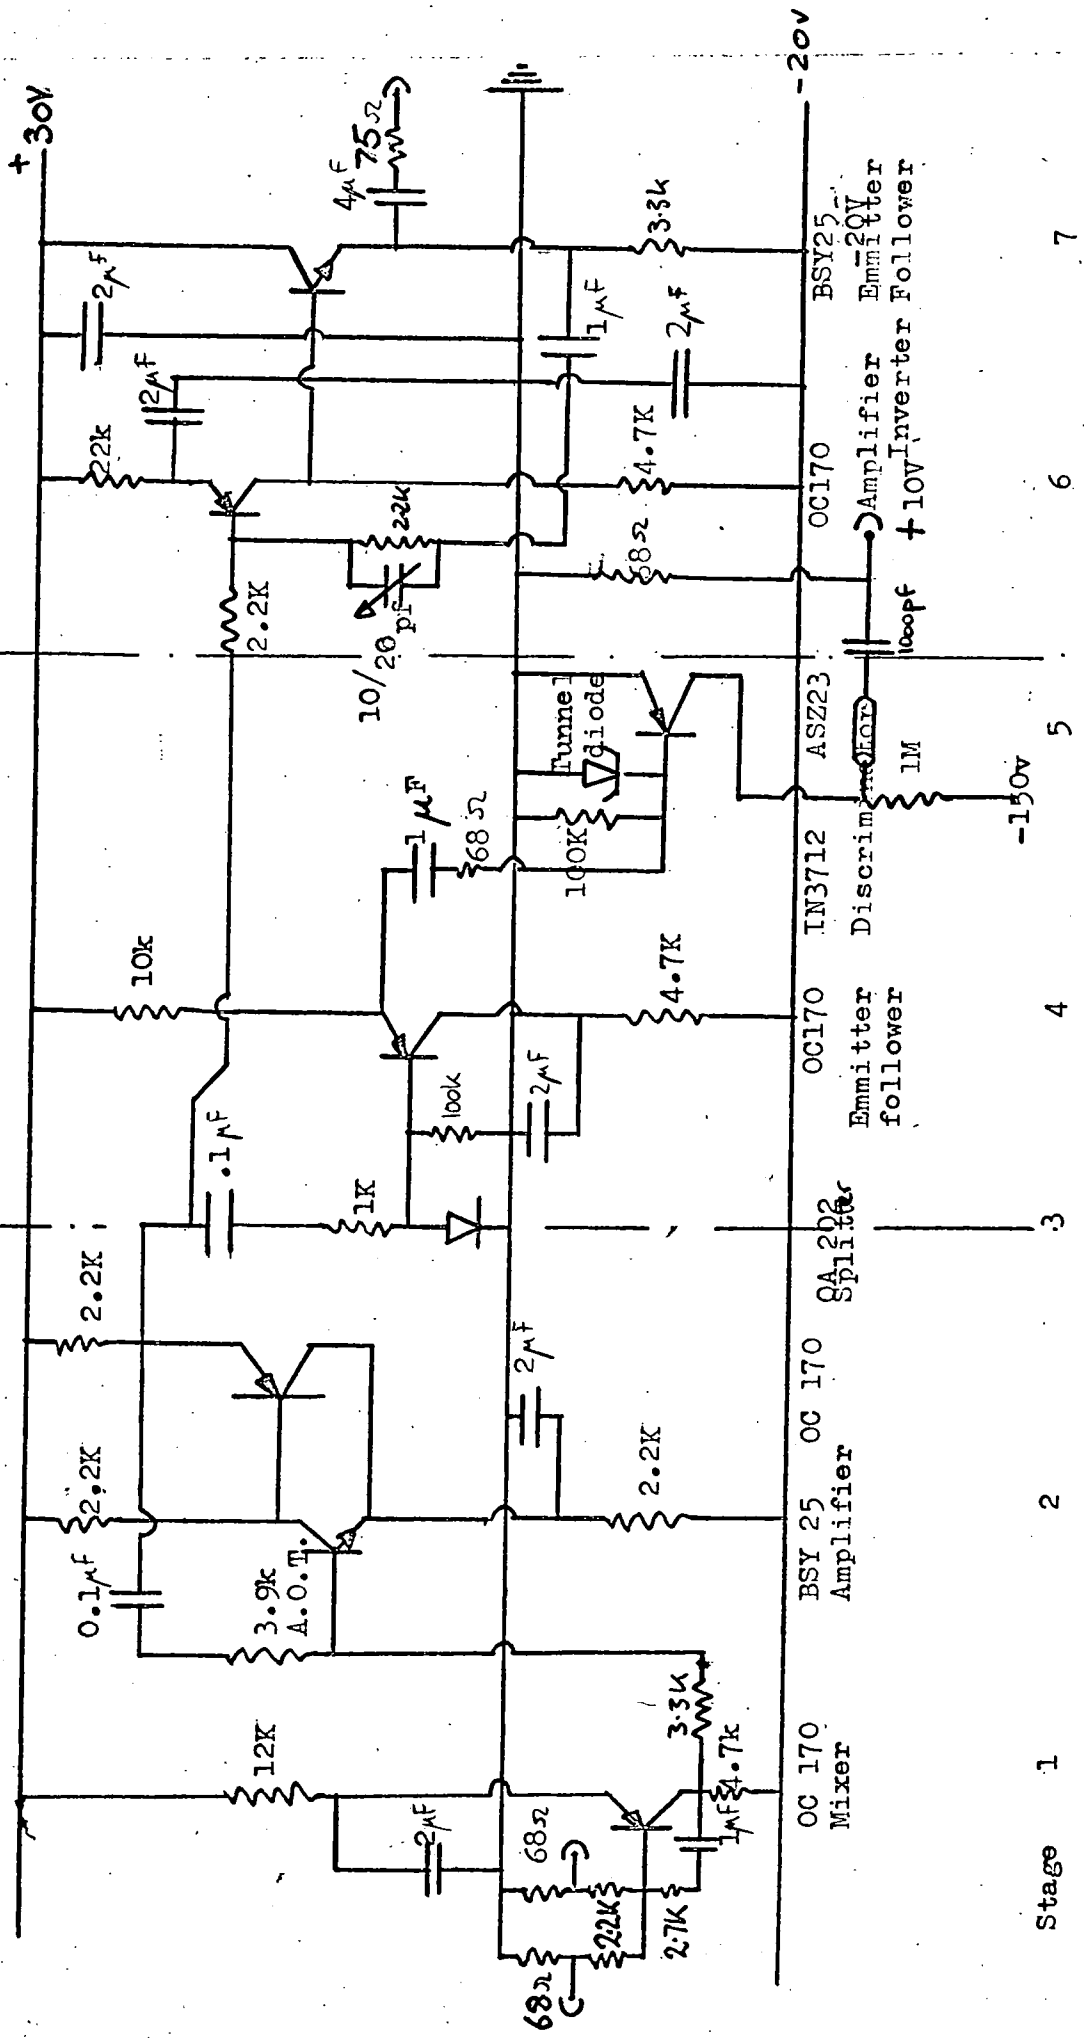 + 30V
12K
2μF
68Ω
68Ω
2.2K
2.7K
1μF
4.7k
3.3K
0.1μF
3.9k
A.O.T.
2.2K
2.2K
2μF
2.2K
.1μF
1K
100k
2μF
10k
4.7K
1μF
68Ω
100K
Tunnel
diode
2.2K
10/20 pf
22K
22k
2μF
2μF
4μF
75Ω
1μF
2μF
4.7K
3.3k
68Ω
1000pf
1M
-150v
+10V
-20V
-20v
OC 170
Mixer
BSY 25
OC 170
Amplifier
OA 202
Splitter
OC170
Emmitter
follower
IN3712
ASZ23
Discriminator
OC170
Amplifier
Inverter
BSY25
Emmitter
Follower
Stage 1 2 3 4 5 6 7